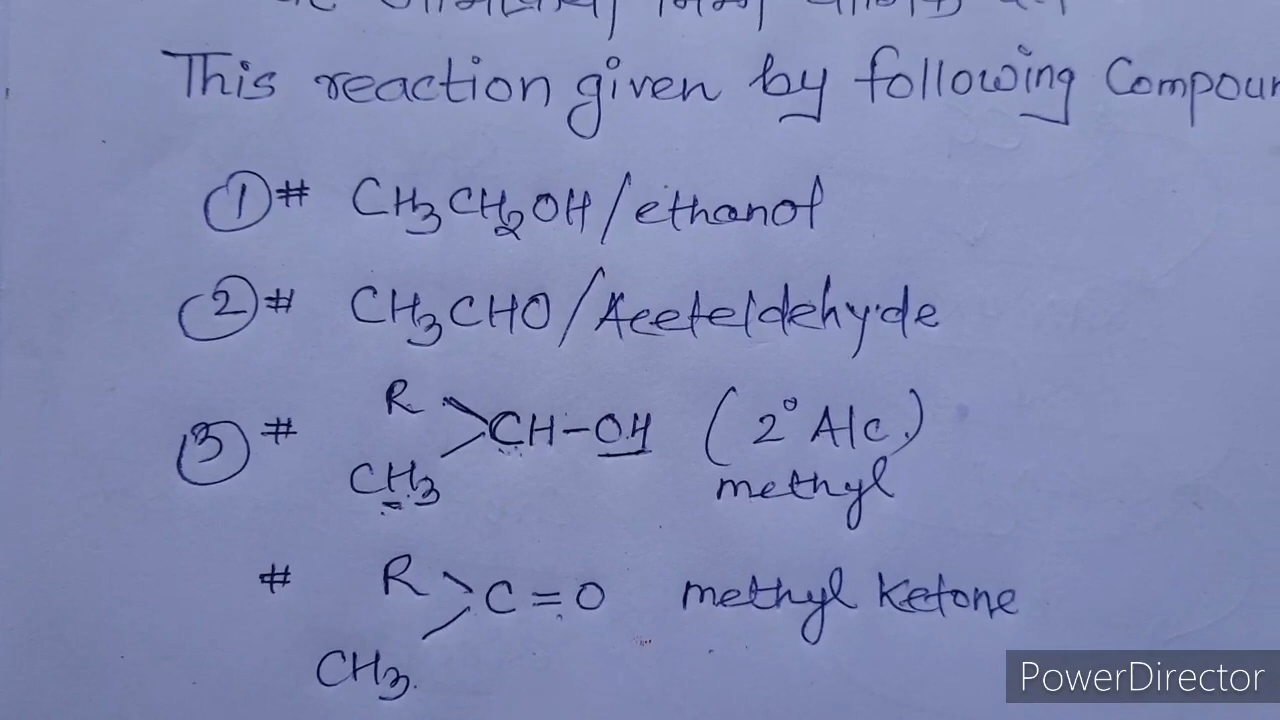 This reaction given by following Compoun
① # CH₃CH₂OH/ethanol
② # CH₃CHO/Aceteldehyde
R
③ # >CH-OH (2° Alc.)
CH₃ methyl
# R >C=O methyl Ketone
CH₃.
PowerDirector